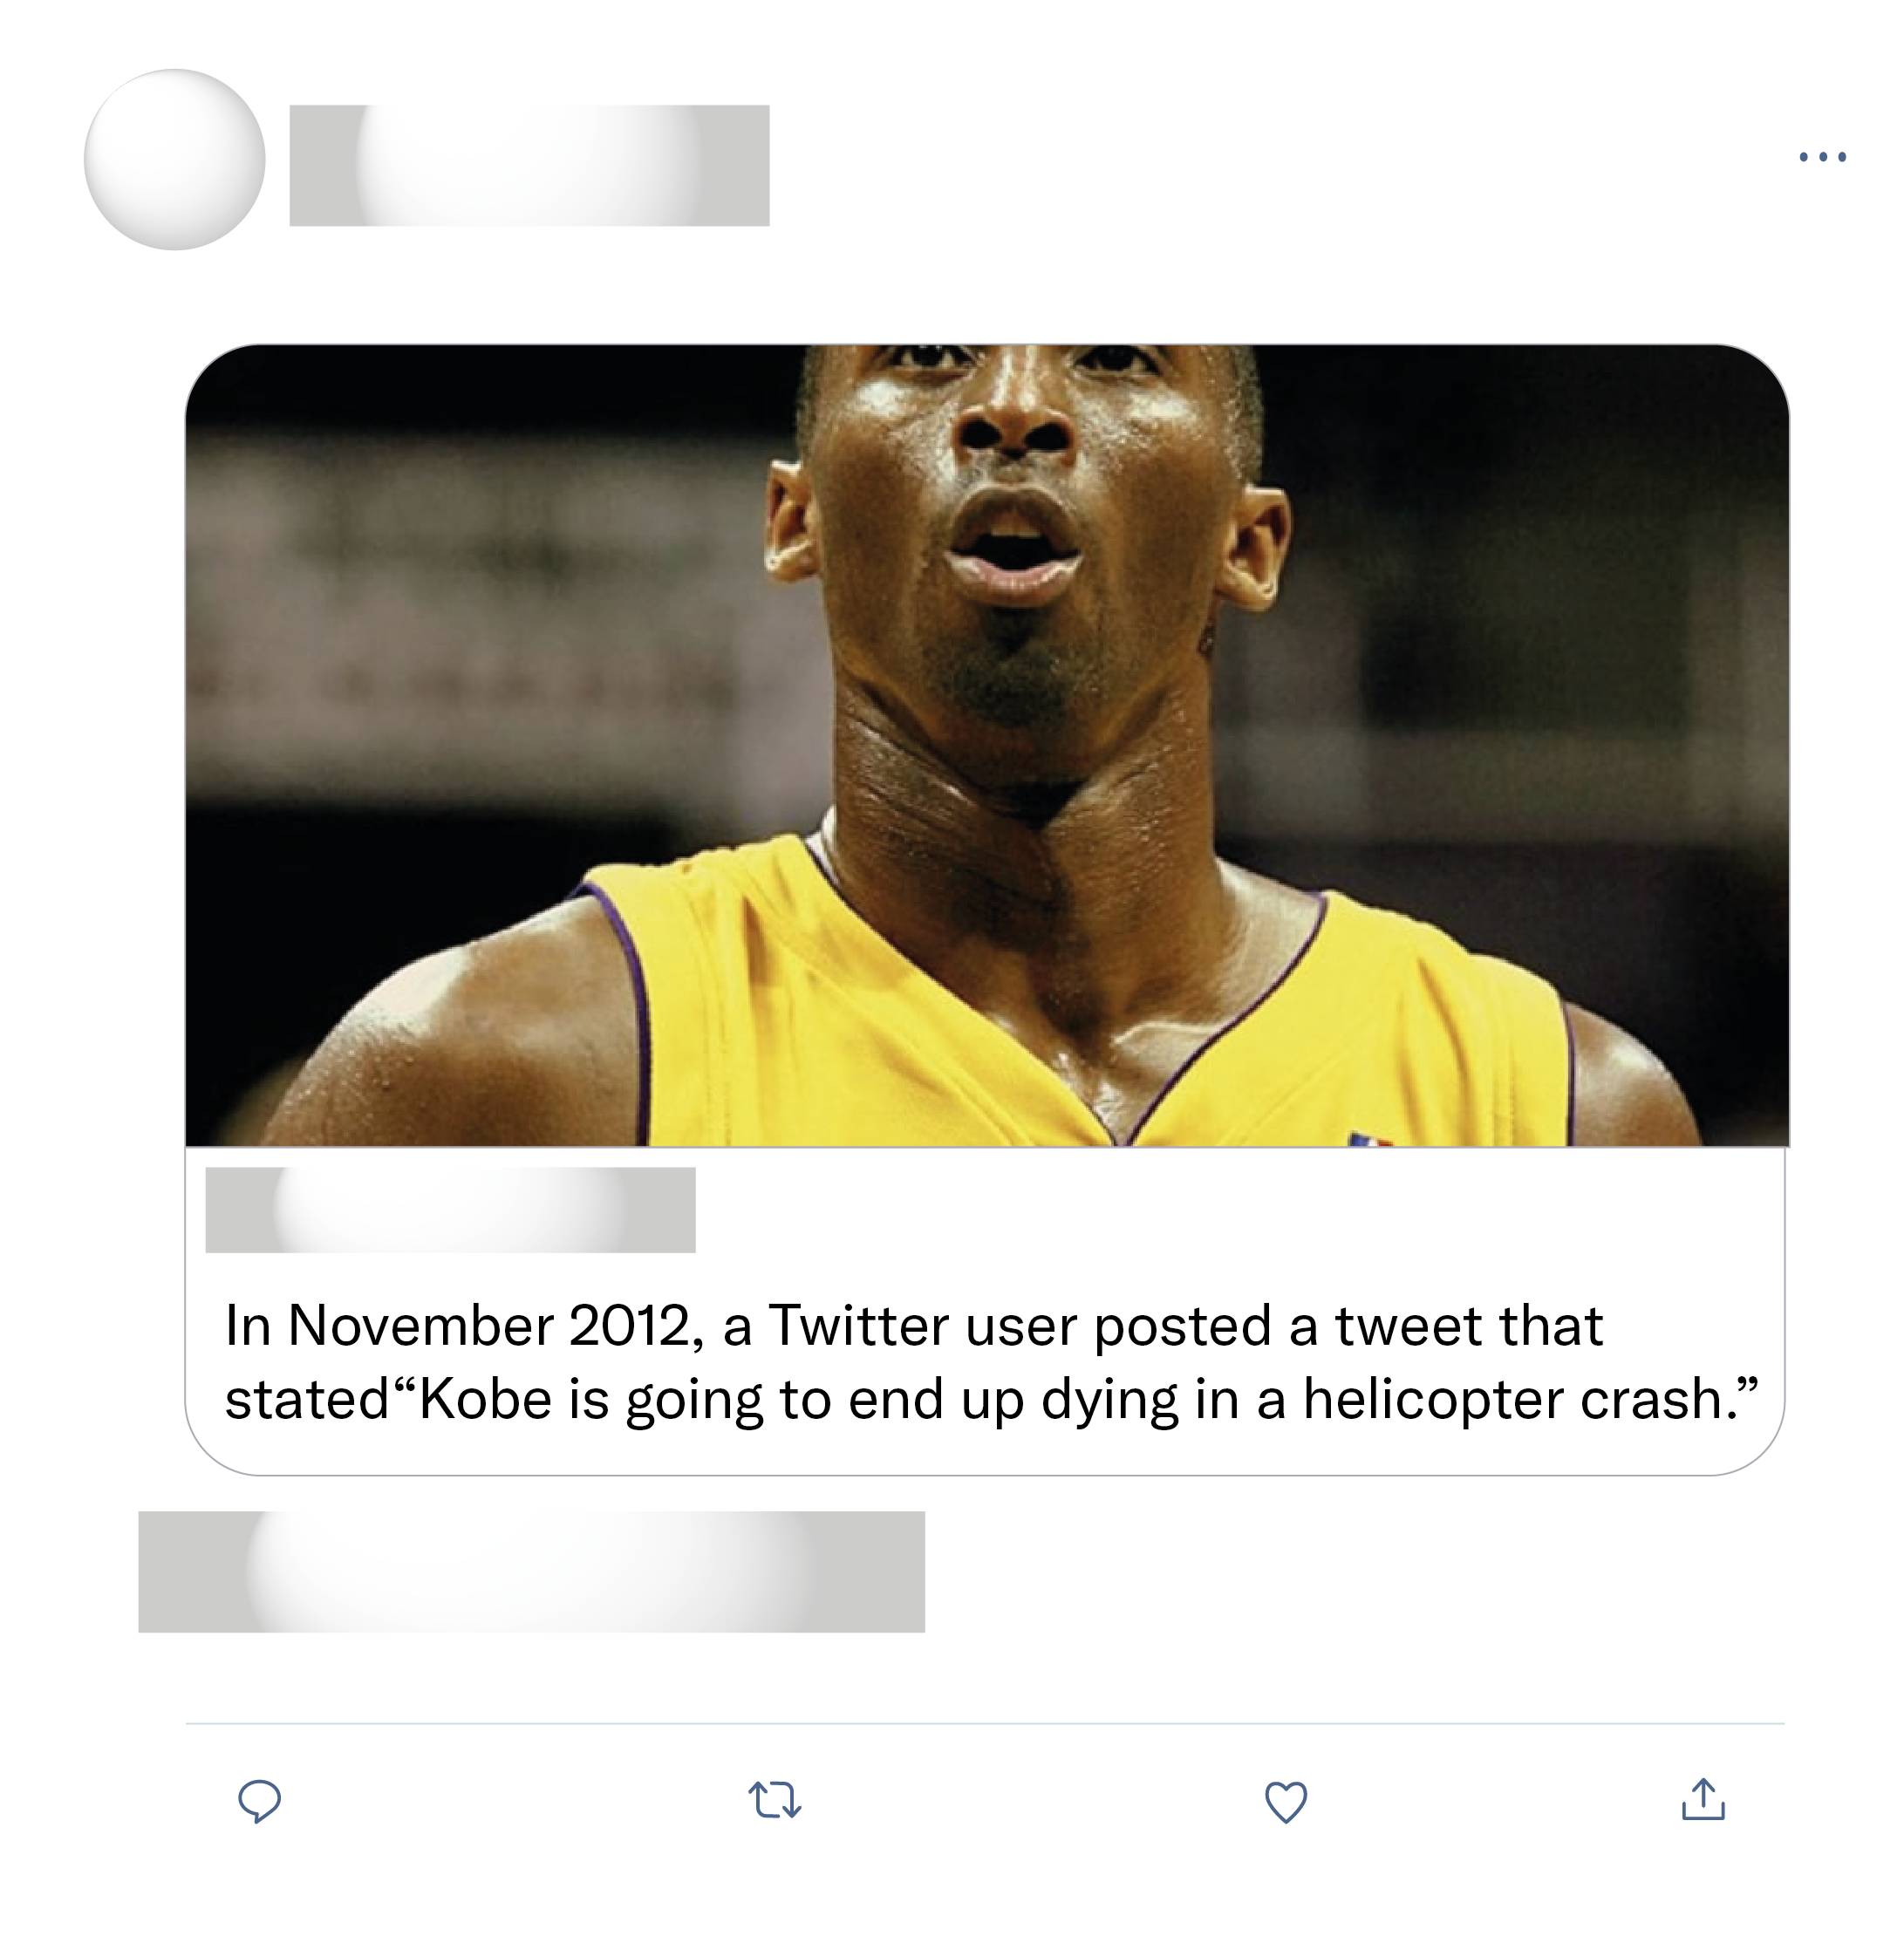 In November 2012, a Twitter user posted a tweet that
stated“Kobe is going to end up dying in a helicopter crash.”